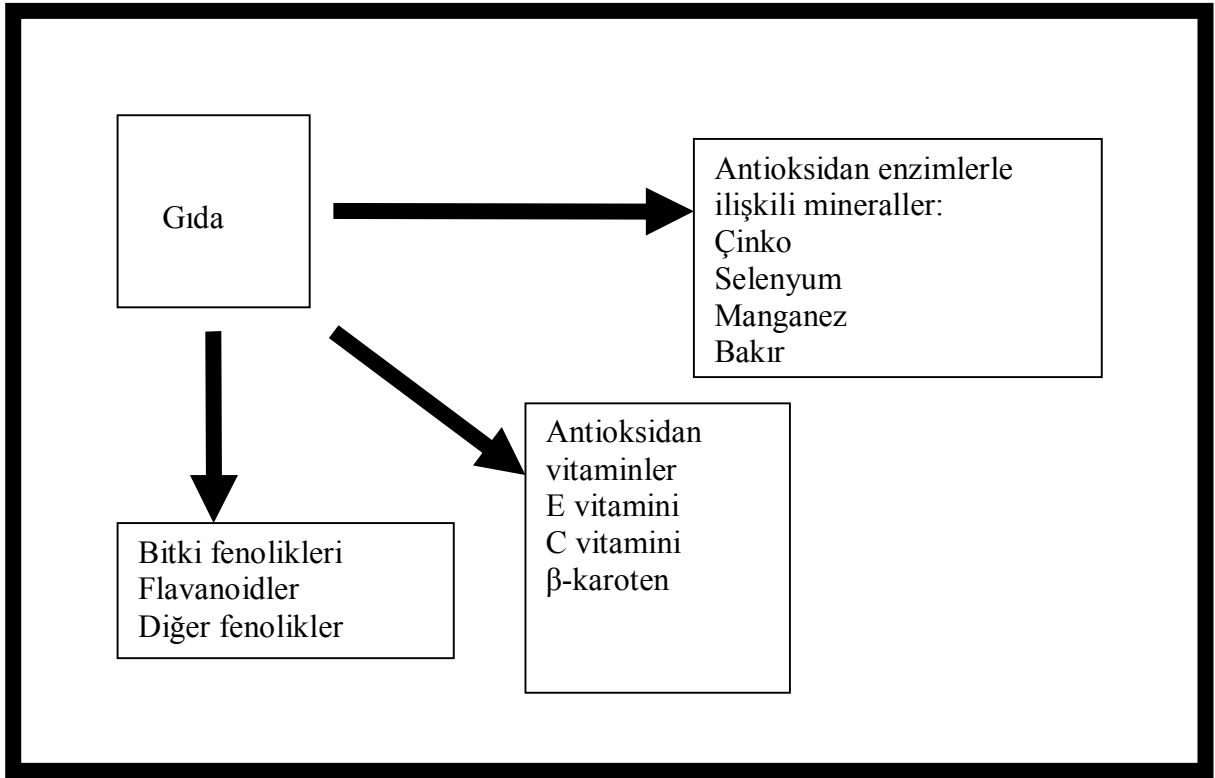 Gıda
Antioksidan enzimlerle
ilişkili mineraller:
Çinko
Selenyum
Manganez
Bakır
Antioksidan
vitaminler
E vitamini
C vitamini
β-karoten
Bitki fenolikleri
Flavanoidler
Diğer fenolikler